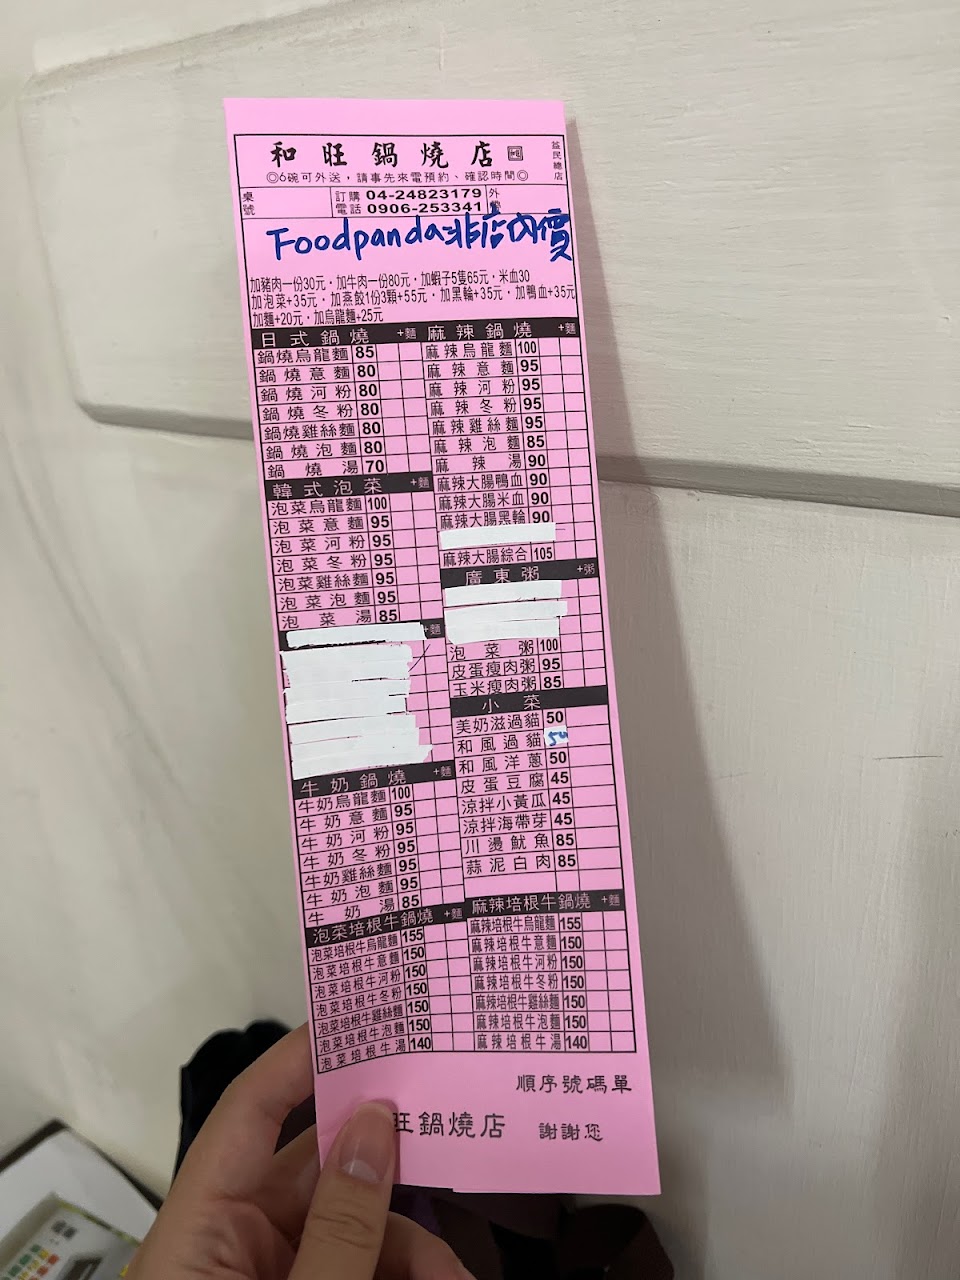 和旺鍋燒店
益民總店
◎6碗可外送，請事先來電預約、確認時間◎
桌號
訂購電話 04-24823179 0906-253341
外
Foodpanda非店內價
加豬肉一份30元，加牛肉一份80元，加蝦子5隻65元，米血30
加泡菜+35元，加燕餃1份3顆+55元，加黑輪+35元，加鴨血+35元
加麵+20元，加烏龍麵+25元
日式鍋燒 +麵
鍋燒烏龍麵 85
鍋燒意麵 80
鍋燒河粉 80
鍋燒冬粉 80
鍋燒雞絲麵 80
鍋燒泡麵 80
鍋燒湯 70
韓式泡菜 +麵
泡菜烏龍麵 100
泡菜意麵 95
泡菜河粉 95
泡菜冬粉 95
泡菜雞絲麵 95
泡菜泡麵 95
泡菜湯 85
+麵
牛奶鍋燒 +麵
牛奶烏龍麵 100
牛奶意麵 95
牛奶河粉 95
牛奶冬粉 95
牛奶雞絲麵 95
牛奶泡麵 95
牛奶湯 85
泡菜培根牛鍋燒 +麵
泡菜培根牛烏龍麵 155
泡菜培根牛意麵 150
泡菜培根牛河粉 150
泡菜培根牛冬粉 150
泡菜培根牛雞絲麵 150
泡菜培根牛泡麵 150
泡菜培根牛湯 140
麻辣鍋燒 +麵
麻辣烏龍麵 100
麻辣意麵 95
麻辣河粉 95
麻辣冬粉 95
麻辣雞絲麵 95
麻辣泡麵 85
麻辣湯 90
麻辣大腸鴨血 90
麻辣大腸米血 90
麻辣大腸黑輪 90
麻辣大腸綜合 105
廣東粥 +粥
泡菜粥 100
皮蛋瘦肉粥 95
玉米瘦肉粥 85
小菜
美奶滋過貓 50
和風過貓 50
和風洋蔥 50
皮蛋豆腐 45
涼拌小黃瓜 45
涼拌海帶芽 45
川燙魷魚 85
蒜泥白肉 85
麻辣培根牛鍋燒 +麵
麻辣培根牛烏龍麵 155
麻辣培根牛意麵 150
麻辣培根牛河粉 150
麻辣培根牛冬粉 150
麻辣培根牛雞絲麵 150
麻辣培根牛泡麵 150
麻辣培根牛湯 140
順序號碼單
旺鍋燒店 謝謝您